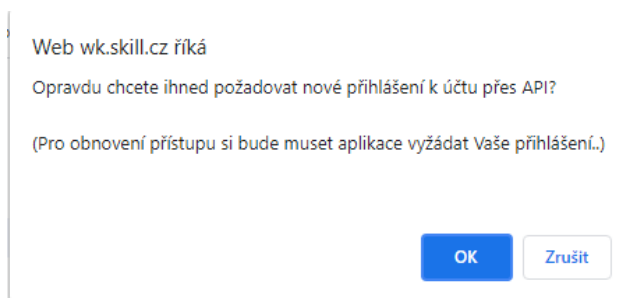 Web wk.skill.cz říká
Opravdu chcete ihned požadovat nové přihlášení k účtu přes API?
(Pro obnovení přístupu si bude muset aplikace vyžádat Vaše přihlášení..)
OK Zrušit